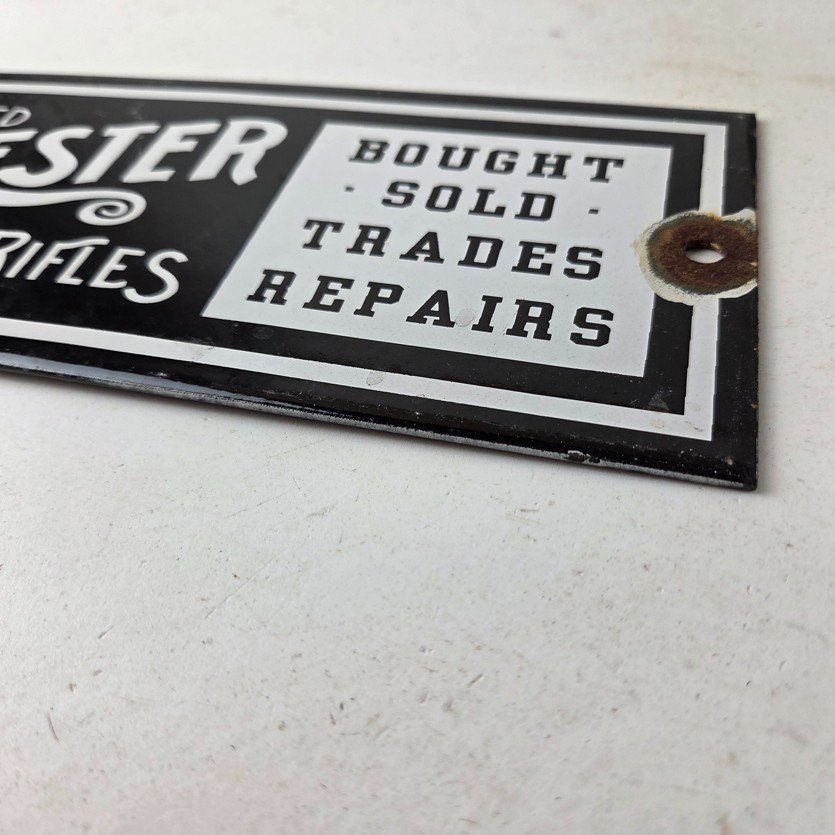 ESTER
RIFLES
BOUGHT
· SOLD ·
TRADES
REPAIRS